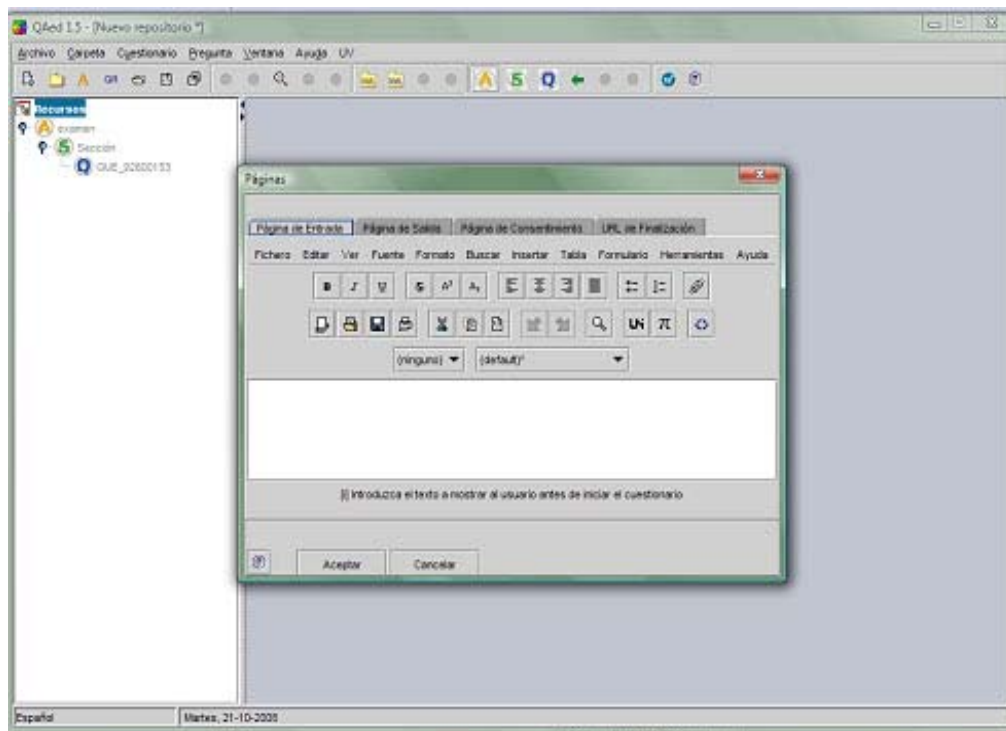 QAed 1.5 - [Nuevo repositorio *]
Archivo Carpeta Cuestionario Pregunta Ventana Ayuda UV
A S Q
Recursos
A examen
S Sección
Q QUE_92600153
Páginas
Página de Entrada Página de Salida Página de Consentimiento URL de Finalización
Fichero Editar Ver Fuente Formato Buscar Insertar Tabla Formulario Herramientas Ayuda
(ninguno) (default)*
[i] Introduzca el texto a mostrar al usuario antes de iniciar el cuestionario
Aceptar Cancelar
Español Martes, 21-10-2008